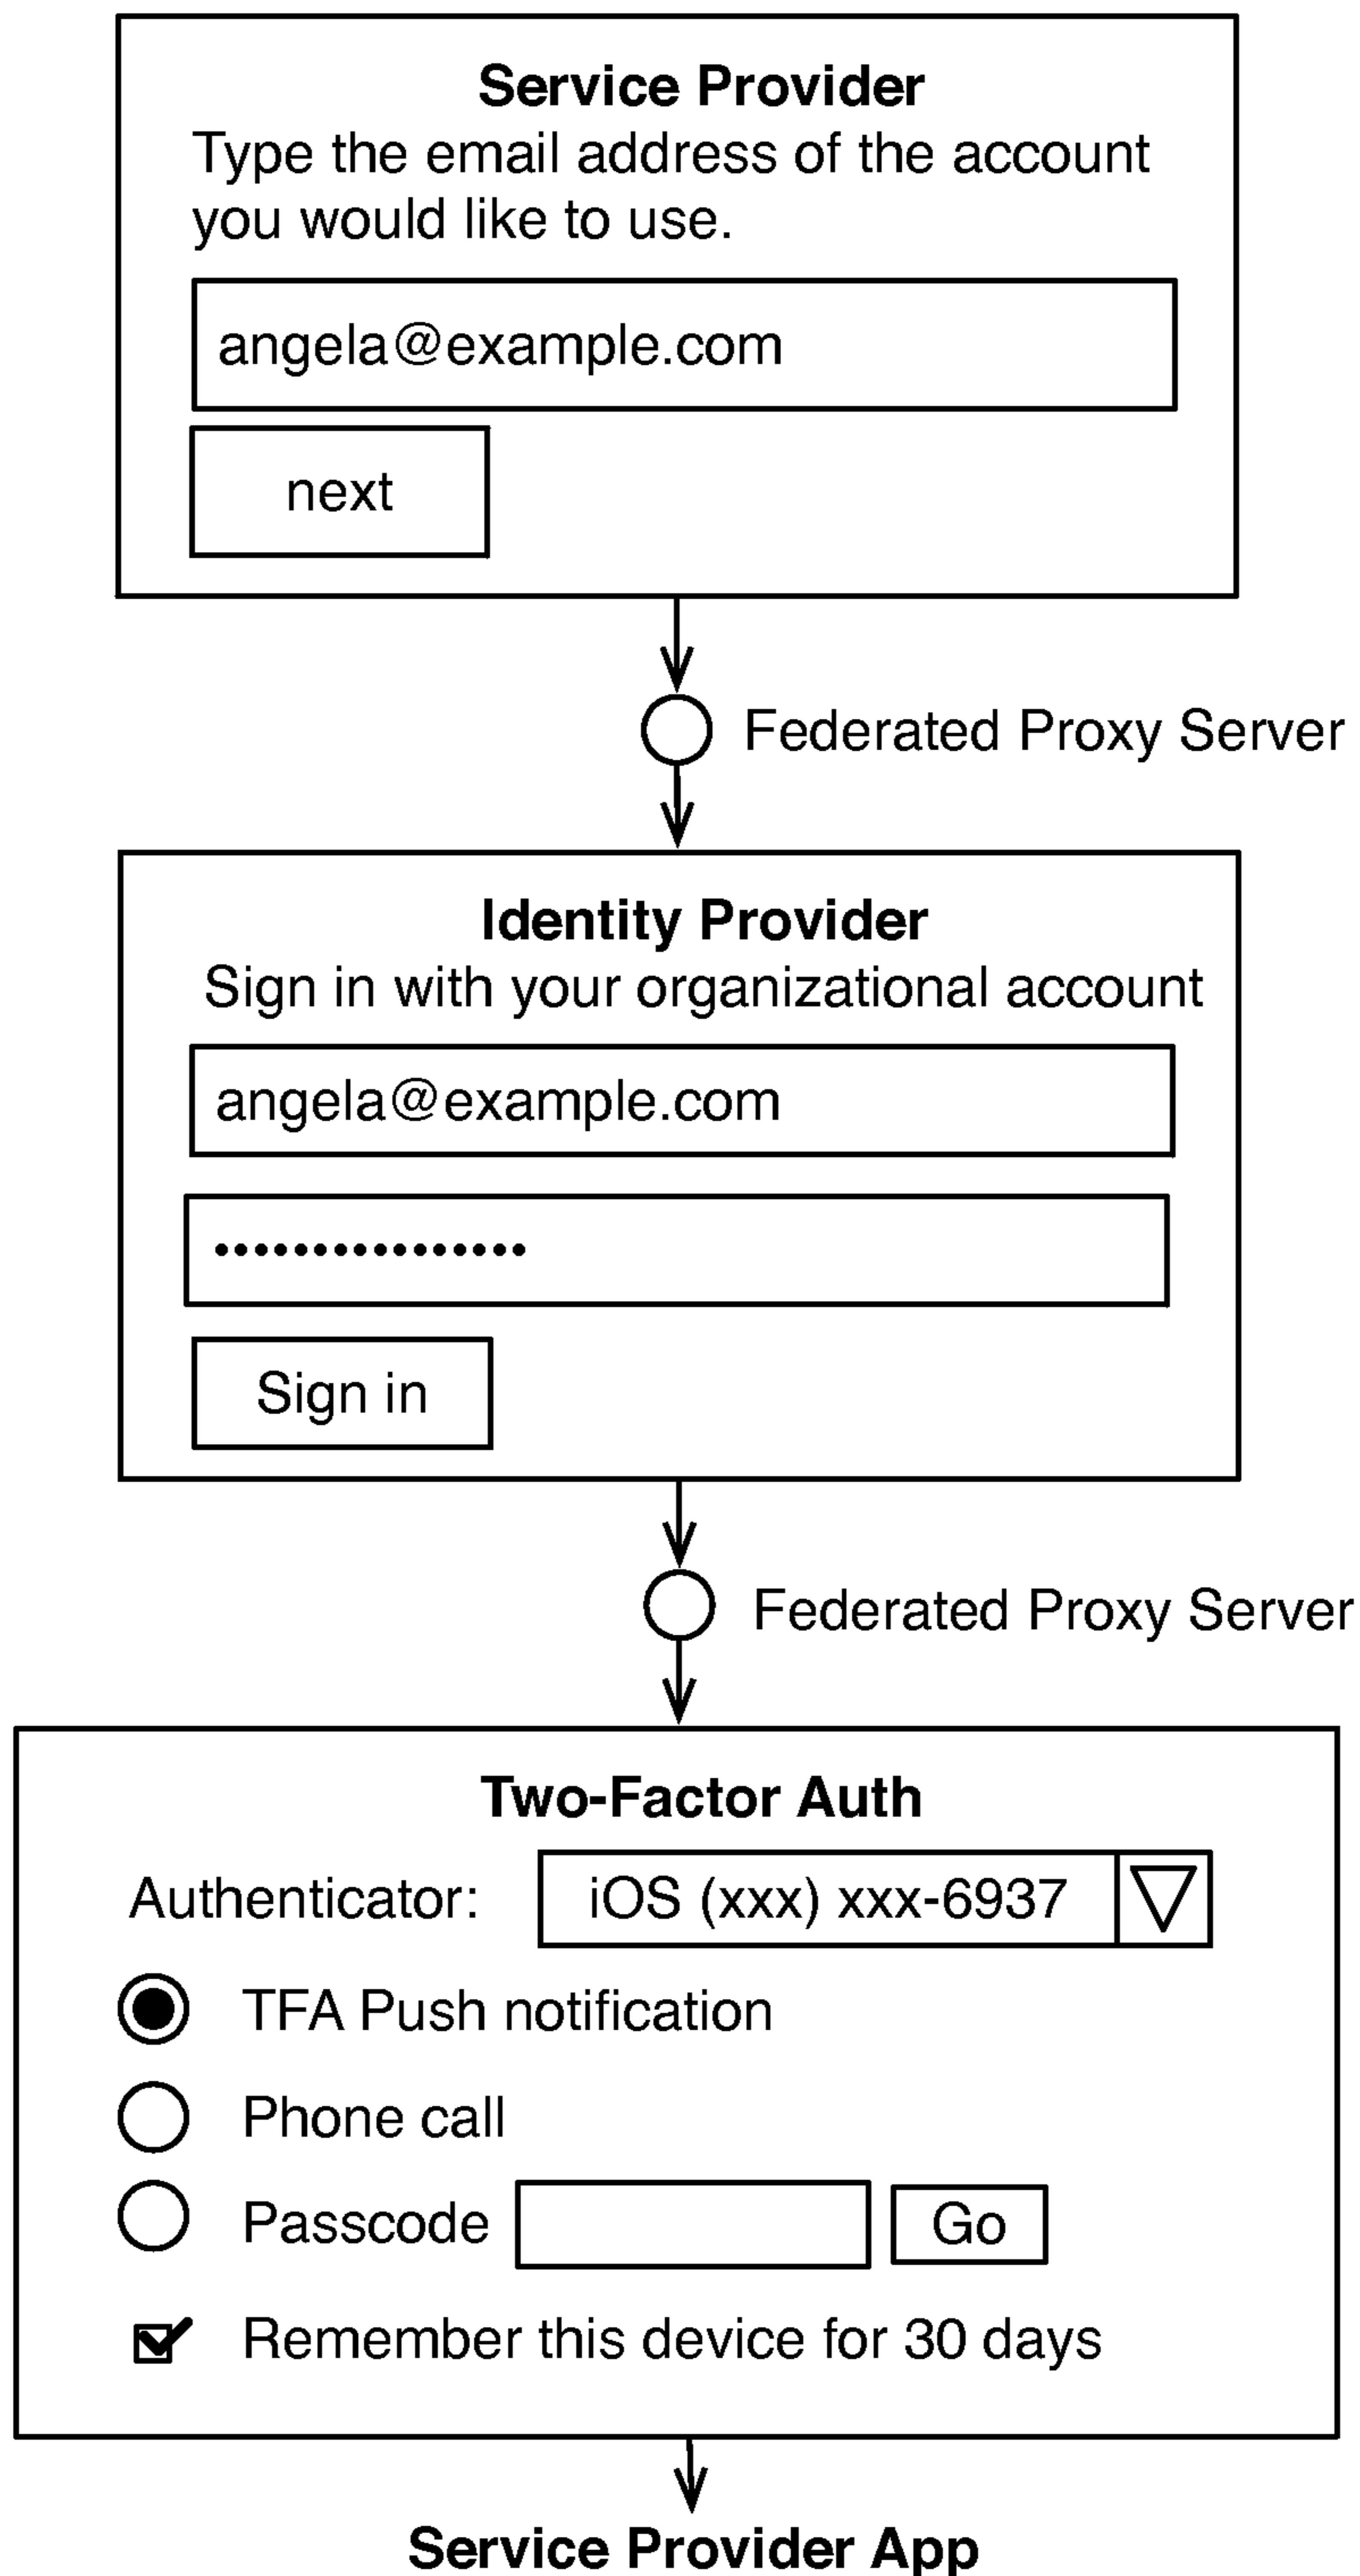 Service Provider
Type the email address of the account
you would like to use.
angela@example.com
next
Federated Proxy Server
Identity Provider
Sign in with your organizational account
angela@example.com
••••••••••••••••
Sign in
Federated Proxy Server
Two-Factor Auth
Authenticator: iOS (xxx) xxx-6937
TFA Push notification
Phone call
Passcode Go
Remember this device for 30 days
Service Provider App